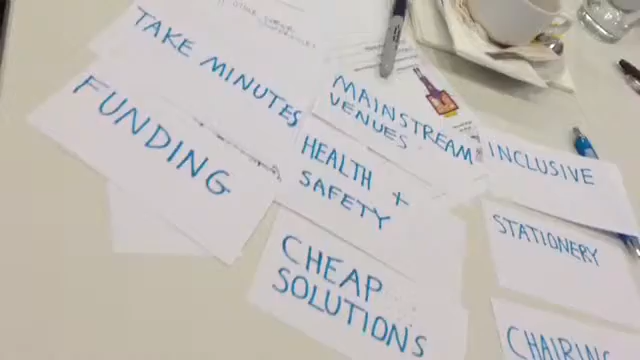 TAKE MINUTES
FUNDING
MAINSTREAM
VENUES
HEALTH +
SAFETY
CHEAP
SOLUTIONS
INCLUSIVE
STATIONERY
CHAIRING